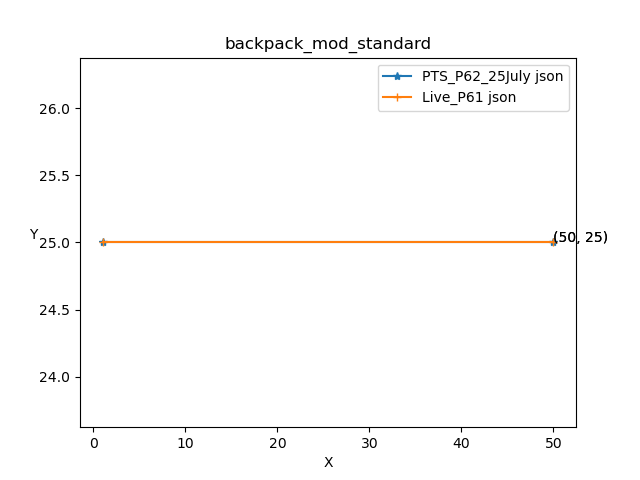 backpack_mod_standard
PTS_P62_25July json
Live_P61 json
26.0
25.5
25.0
24.5
24.0
Y
(50, 25)
0 10 20 30 40 50
X